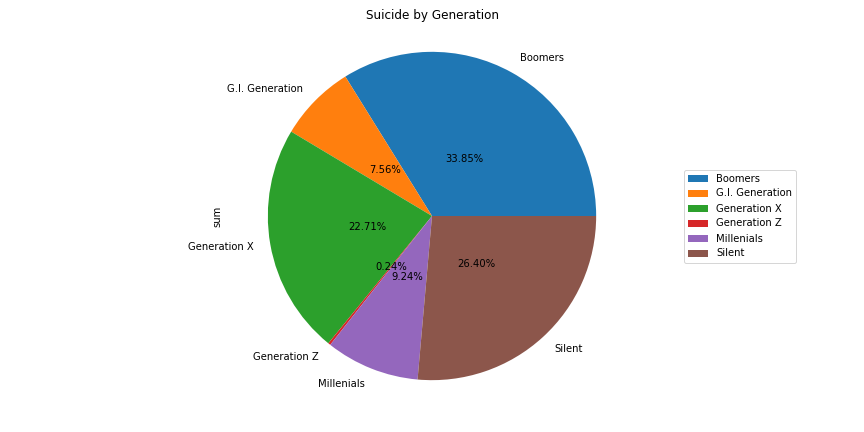 Suicide by Generation
Boomers
G.I. Generation
33.85%
7.56%
sum
22.71%
Generation X
0.24%
9.24%
26.40%
Generation Z
Millenials
Silent
Boomers
G.I. Generation
Generation X
Generation Z
Millenials
Silent